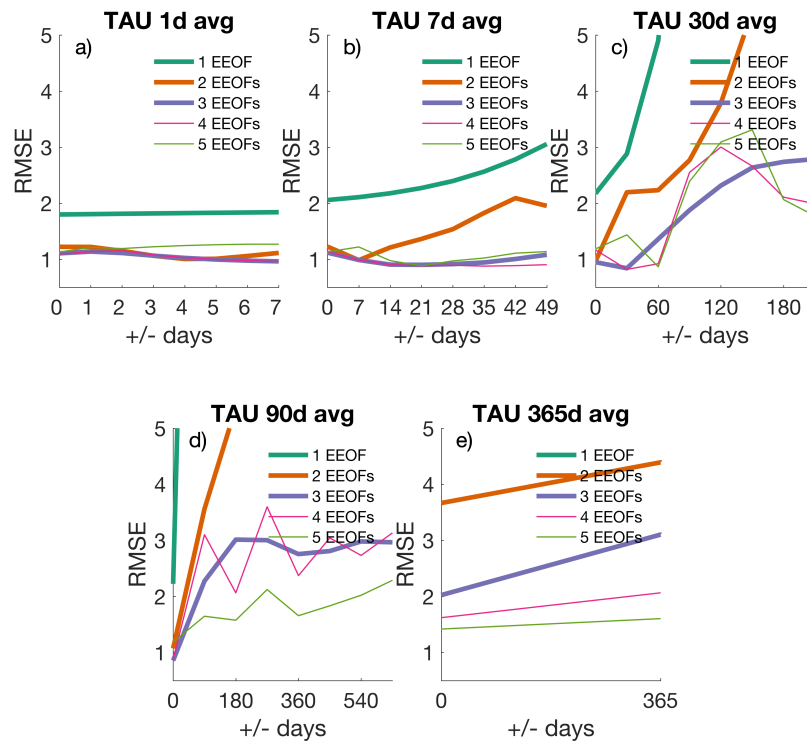 TAU 1d avg
a)
1 EEOF
2 EEOFs
3 EEOFs
4 EEOFs
5 EEOFs
RMSE
5
4
3
2
1
0 1 2 3 4 5 6 7
+/- days
TAU 7d avg
b)
1 EEOF
2 EEOFs
3 EEOFs
4 EEOFs
5 EEOFs
RMSE
5
4
3
2
1
0 7 14 21 28 35 42 49
+/- days
TAU 30d avg
c)
1 EEOF
2 EEOFs
3 EEOFs
4 EEOFs
5 EEOFs
RMSE
5
4
3
2
1
0 60 120 180
+/- days
TAU 90d avg
d)
1 EEOF
2 EEOFs
3 EEOFs
4 EEOFs
5 EEOFs
RMSE
5
4
3
2
1
0 180 360 540
+/- days
TAU 365d avg
e)
1 EEOF
2 EEOFs
3 EEOFs
4 EEOFs
5 EEOFs
RMSE
5
4
3
2
1
0 365
+/- days